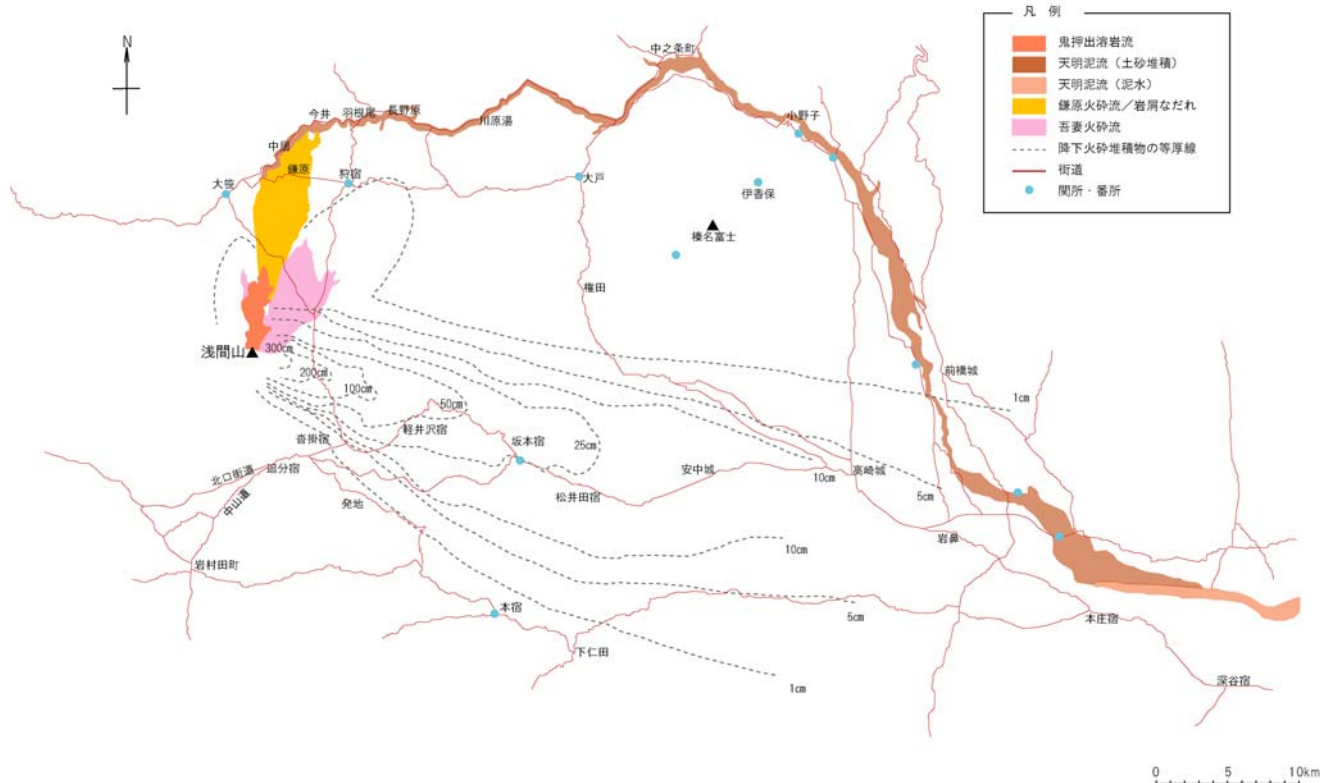 凡 例
鬼押出溶岩流
天明泥流(土砂堆積)
天明泥流(泥水)
鎌原火砕流/岩屑なだれ
吾妻火砕流
降下火砕堆積物の等厚線
街道
関所・番所
N
中之条町
小野子
今井
羽根尾
長野原
川原湯
中居
鎌原
大笹
狩宿
大戸
伊香保
榛名富士
権田
浅間山
300cm
200cm
100cm
50cm
25cm
前橋城
1cm
沓掛宿
軽井沢宿
坂本宿
安中城
10cm
高崎城
5cm
北口街道
追分宿
中山道
発地
松井田宿
岩鼻
10cm
岩村田町
本宿
5cm
本庄宿
下仁田
1cm
深谷宿
0 5 10km